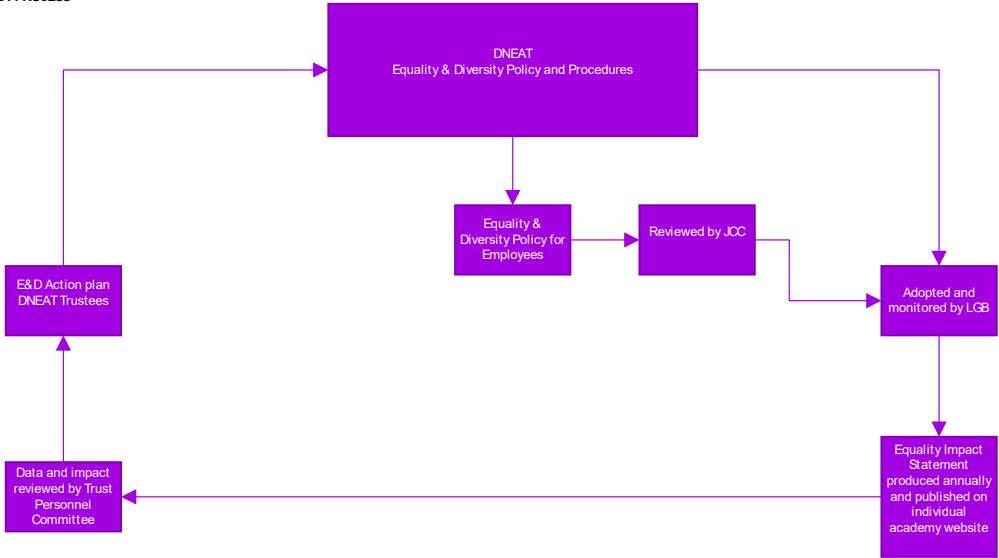 DNEAT
Equality & Diversity Policy and Procedures
Equality &
Diversity Policy for
Employees
Reviewed by JCC
E&D Action plan
DNEAT Trustees
Adopted and
monitored by LGB
Equality Impact
Statement
produced annually
and published on
individual
academy website
Data and impact
reviewed by Trust
Personnel
Committee